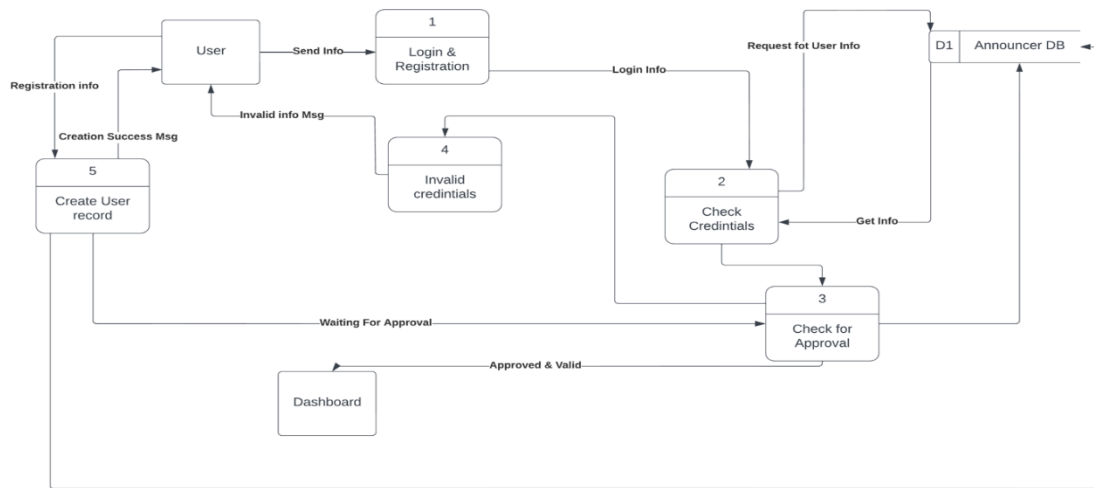 1
User
Send Info
Login &
Registration
Request fot User Info
D1
Announcer DB
Login Info
Registration info
Invalid info Msg
Creation Success Msg
4
Invalid
credintials
5
Create User
record
2
Check
Credintials
Get Info
3
Check for
Approval
Waiting For Approval
Approved & Valid
Dashboard